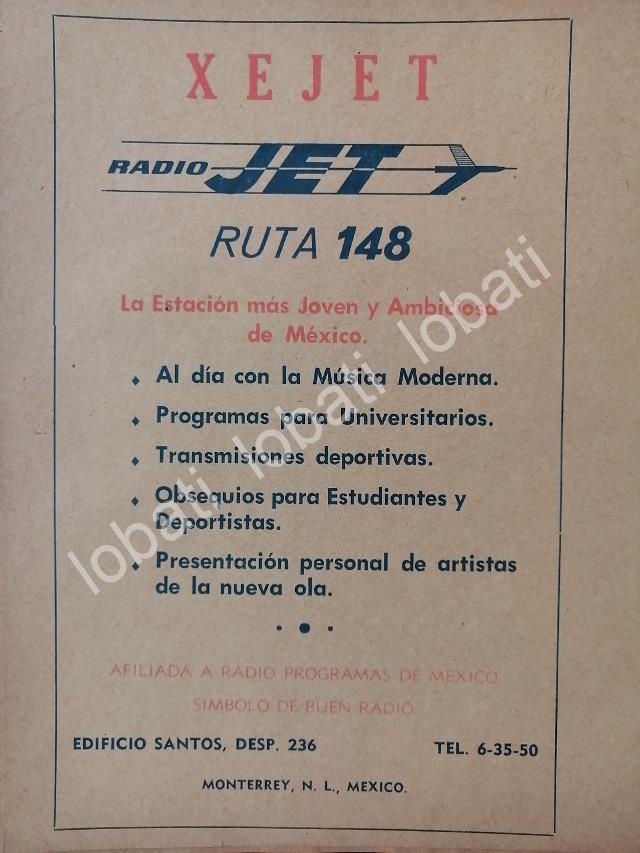 XEJET
RADIO JET
RUTA 148
La Estación más Joven y Ambiciosa
de México.
♦ Al día con la Música Moderna.
♦ Programas para Universitarios.
♦ Transmisiones deportivas.
♦ Obsequios para Estudiantes y
Deportistas.
♦ Presentación personal de artistas
de la nueva ola.
AFILIADA A RADIO PROGRAMAS DE MEXICO
SIMBOLO DE BUEN RADIO
EDIFICIO SANTOS, DESP. 236 TEL. 6-35-50
MONTERREY, N. L., MEXICO.
lobati, lobati, lobati